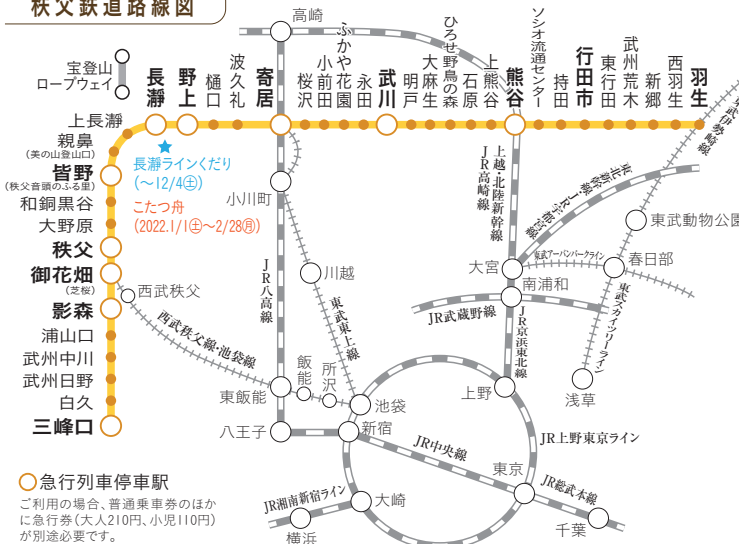 秩父鉄道路線図
高崎
宝登山
ロープウェイ
長瀞
野上
樋口
波久礼
寄居
桜沢
小前田
ふかや花園
永田
武川
明戸
大麻生
ひろせ野鳥の森
石原
上熊谷
熊谷
ソシオ流通センター
持田
行田市
東行田
武州荒木
新郷
西羽生
羽生
上長瀞
親鼻
(美の山登山口)
皆野
(秩父音頭のふる里)
和銅黒谷
大野原
秩父
御花畑
(芝桜)
影森
浦山口
武州中川
武州日野
白久
三峰口
長瀞ラインくだり
(〜12/4㊏)
こたつ舟
(2022.1/1㊏〜2/28㊊)
小川町
JR八高線
西武秩父
西武秩父線・池袋線
川越
東武東上線
東飯能
飯能
所沢
池袋
八王子
新宿
上越・北陸新幹線
JR高崎線
東北新幹線
JR宇都宮線
東武伊勢崎線
東武動物公園
大宮
東武アーバンパークライン
春日部
南浦和
JR武蔵野線
JR京浜東北線
東武スカイツリーライン
上野
浅草
JR上野東京ライン
JR中央線
東京
JR総武本線
千葉
JR湘南新宿ライン
大崎
横浜
急行列車停車駅
ご利用の場合、普通乗車券のほか
に急行券(大人210円、小児110円)
が別途必要です。